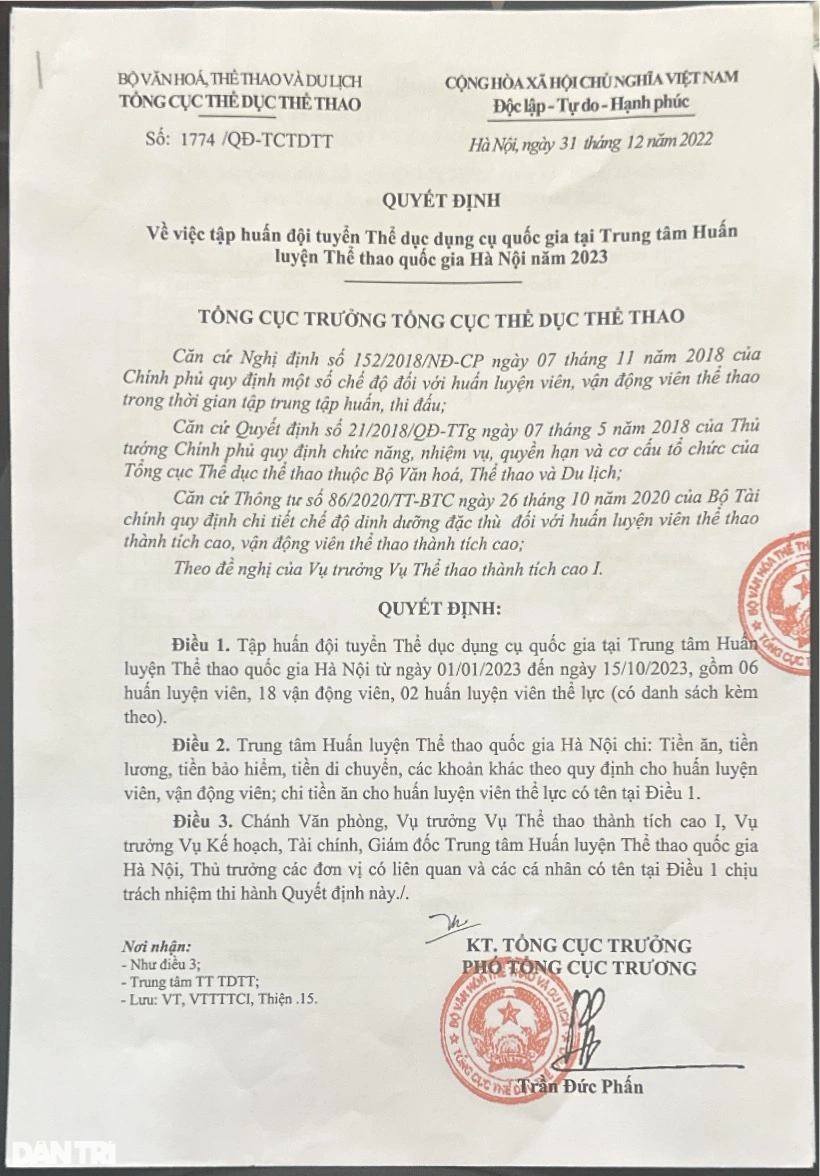 BỘ VĂN HOÁ, THỂ THAO VÀ DU LỊCH
TỔNG CỤC THỂ DỤC THỂ THAO
Số: 1774 /QĐ-TCTDTT
CỘNG HÒA XÃ HỘI CHỦ NGHĨA VIỆT NAM
Độc lập - Tự do - Hạnh phúc
Hà Nội, ngày 31 tháng 12 năm 2022
QUYẾT ĐỊNH
Về việc tập huấn đội tuyển Thể dục dụng cụ quốc gia tại Trung tâm Huấn
luyện Thể thao quốc gia Hà Nội năm 2023
TỔNG CỤC TRƯỞNG TỔNG CỤC THỂ DỤC THỂ THAO
Căn cứ Nghị định số 152/2018/NĐ-CP ngày 07 tháng 11 năm 2018 của
Chính phủ quy định một số chế độ đối với huấn luyện viên, vận động viên thể thao
trong thời gian tập trung tập huấn, thi đấu;
Căn cứ Quyết định số 21/2018/QĐ-TTg ngày 07 tháng 5 năm 2018 của Thủ
tướng Chính phủ quy định chức năng, nhiệm vụ, quyền hạn và cơ cấu tổ chức của
Tổng cục Thể dục thể thao thuộc Bộ Văn hoá, Thể thao và Du lịch;
Căn cứ Thông tư số 86/2020/TT-BTC ngày 26 tháng 10 năm 2020 của Bộ Tài
chính quy định chi tiết chế độ dinh dưỡng đặc thù đối với huấn luyện viên thể thao
thành tích cao, vận động viên thể thao thành tích cao;
Theo đề nghị của Vụ trưởng Vụ Thể thao thành tích cao I.
QUYẾT ĐỊNH:
Điều 1. Tập huấn đội tuyển Thể dục dụng cụ quốc gia tại Trung tâm Huấn
luyện Thể thao quốc gia Hà Nội từ ngày 01/01/2023 đến ngày 15/10/2023, gồm 06
huấn luyện viên, 18 vận động viên, 02 huấn luyện viên thể lực (có danh sách kèm
theo).
Điều 2. Trung tâm Huấn luyện Thể thao quốc gia Hà Nội chi: Tiền ăn, tiền
lương, tiền bảo hiểm, tiền di chuyển, các khoản khác theo quy định cho huấn luyện
viên, vận động viên; chi tiền ăn cho huấn luyện viên thể lực có tên tại Điều 1.
Điều 3. Chánh Văn phòng, Vụ trưởng Vụ Thể thao thành tích cao I, Vụ
trưởng Vụ Kế hoạch, Tài chính, Giám đốc Trung tâm Huấn luyện Thể thao quốc gia
Hà Nội, Thủ trưởng các đơn vị có liên quan và các cá nhân có tên tại Điều 1 chịu
trách nhiệm thi hành Quyết định này./.
Nơi nhận:
- Như điều 3;
- Trung tâm TT TDTT;
- Lưu: VT, VTTTTCI, Thiện .15.
KT. TỔNG CỤC TRƯỞNG
PHÓ TỔNG CỤC TRƯỞNG
BỘ VĂN HÓA THỂ THAO VÀ DU LỊCH
TỔNG CỤC THỂ DỤC THỂ THAO
Trần Đức Phấn
DÂN TRÍ